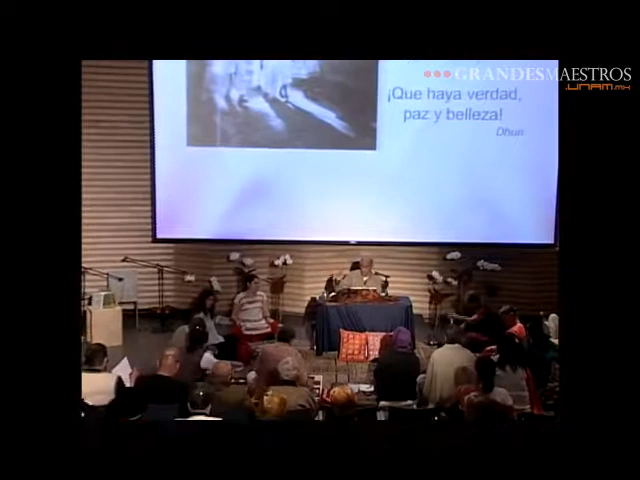 GRANDESMAESTROS
.UNAM.MX
¡Que haya verdad,
paz y belleza!
Dhun